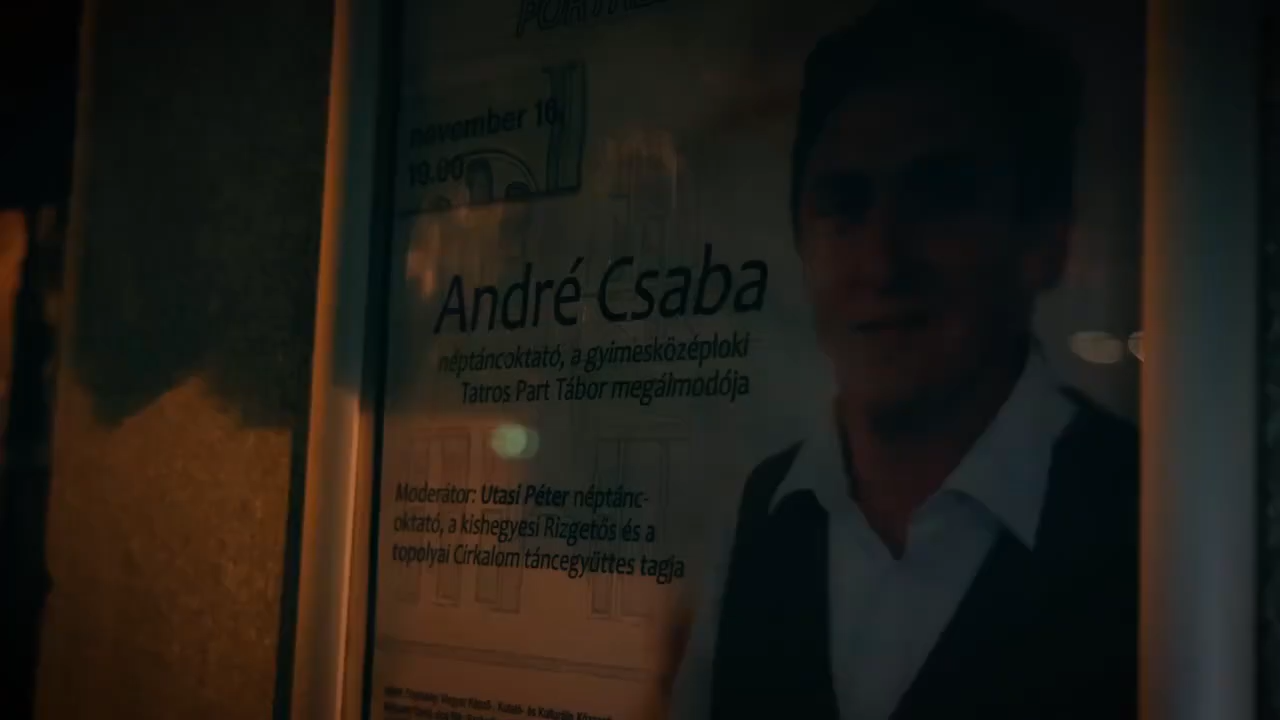 november 16,
19.00
André Csaba
néptáncoktató, a gyimesközéploki
Tatros Part Tábor megálmodója
Moderátor: Utasi Péter néptánc-
oktató, a kishegyesi Rizgetős és a
topolyai Cirkalom táncegyüttes tagja